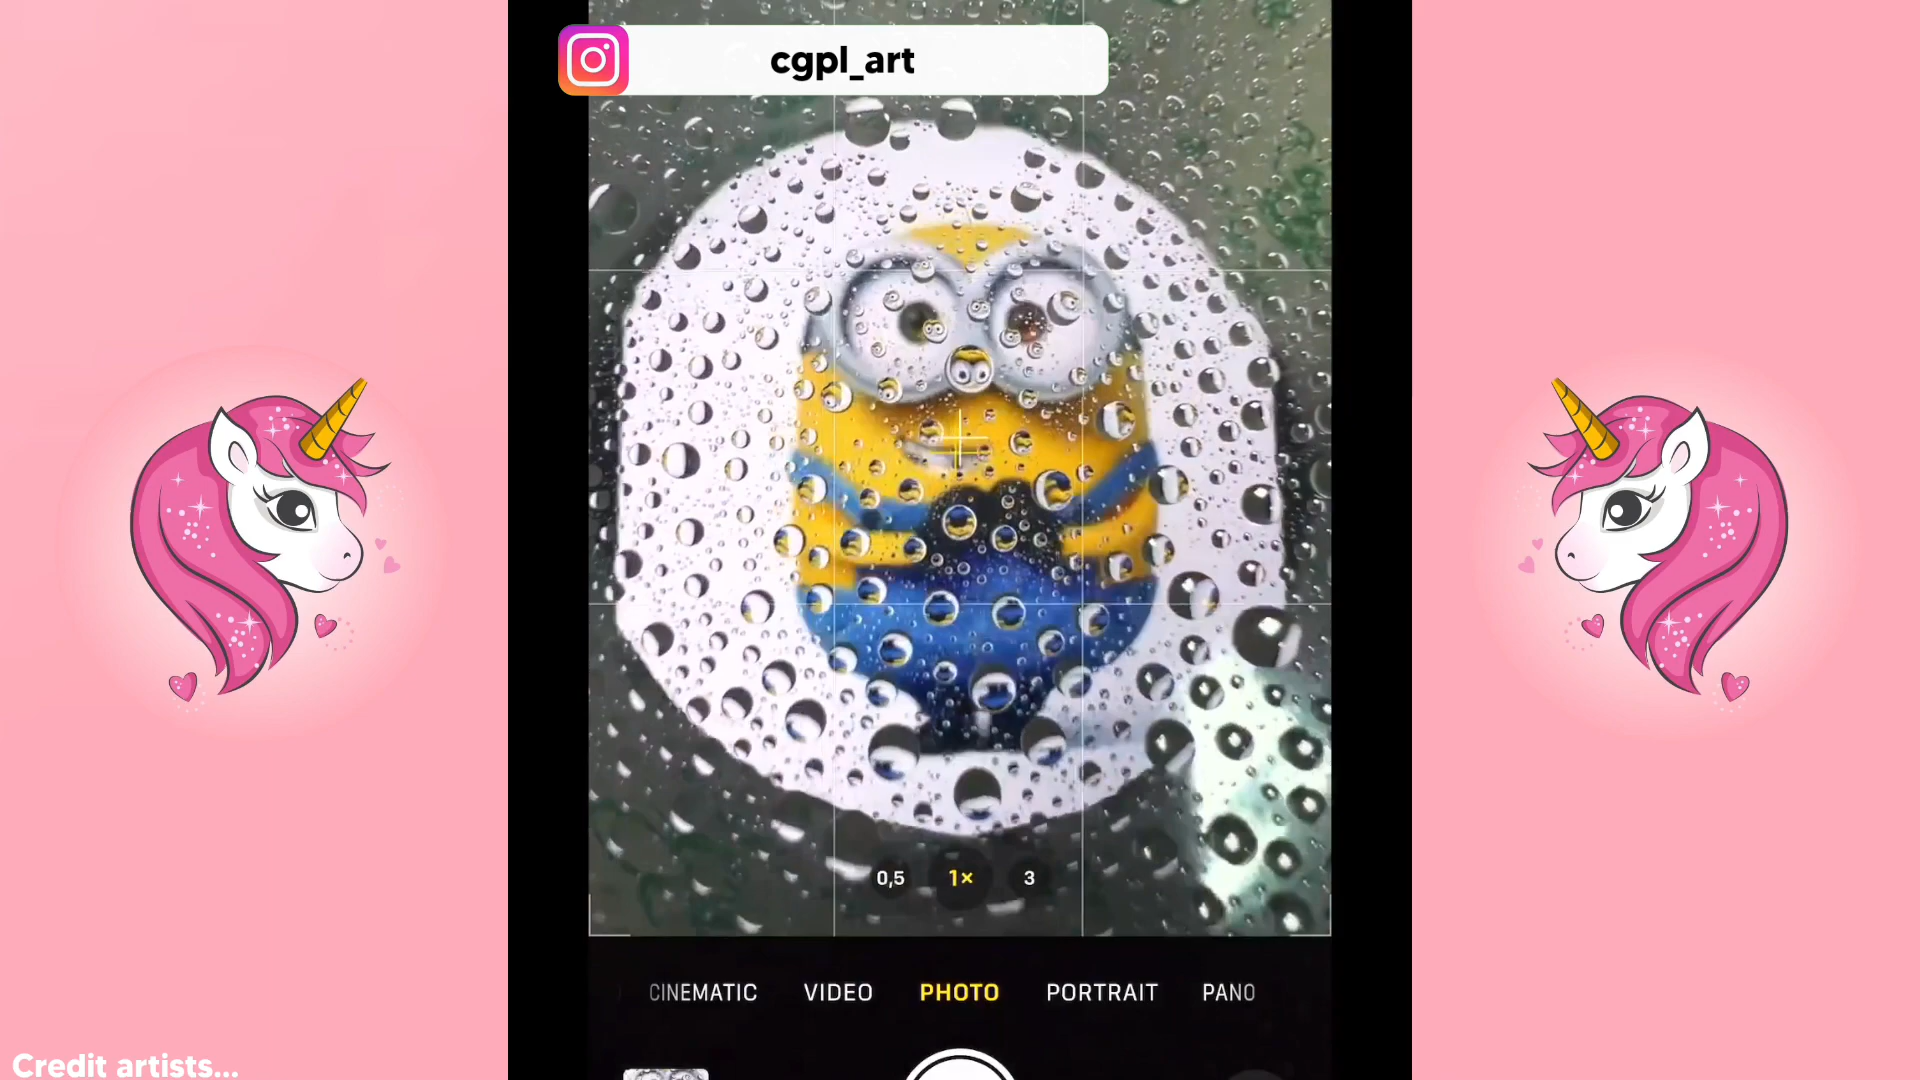 cgpl_art
0,5 1× 3
CINEMATIC VIDEO PHOTO PORTRAIT PANO
Credit artists...